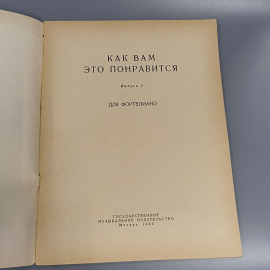 КАК ВАМ
ЭТО ПОНРАВИТСЯ
Выпуск
ДЛЯ ФОРТЕПИАНО
ГОСУДАРСТВЕННОЕ
МУЗЫКАЛЬНОЕ ИЗДАТЕЛЬСТВО
Москва